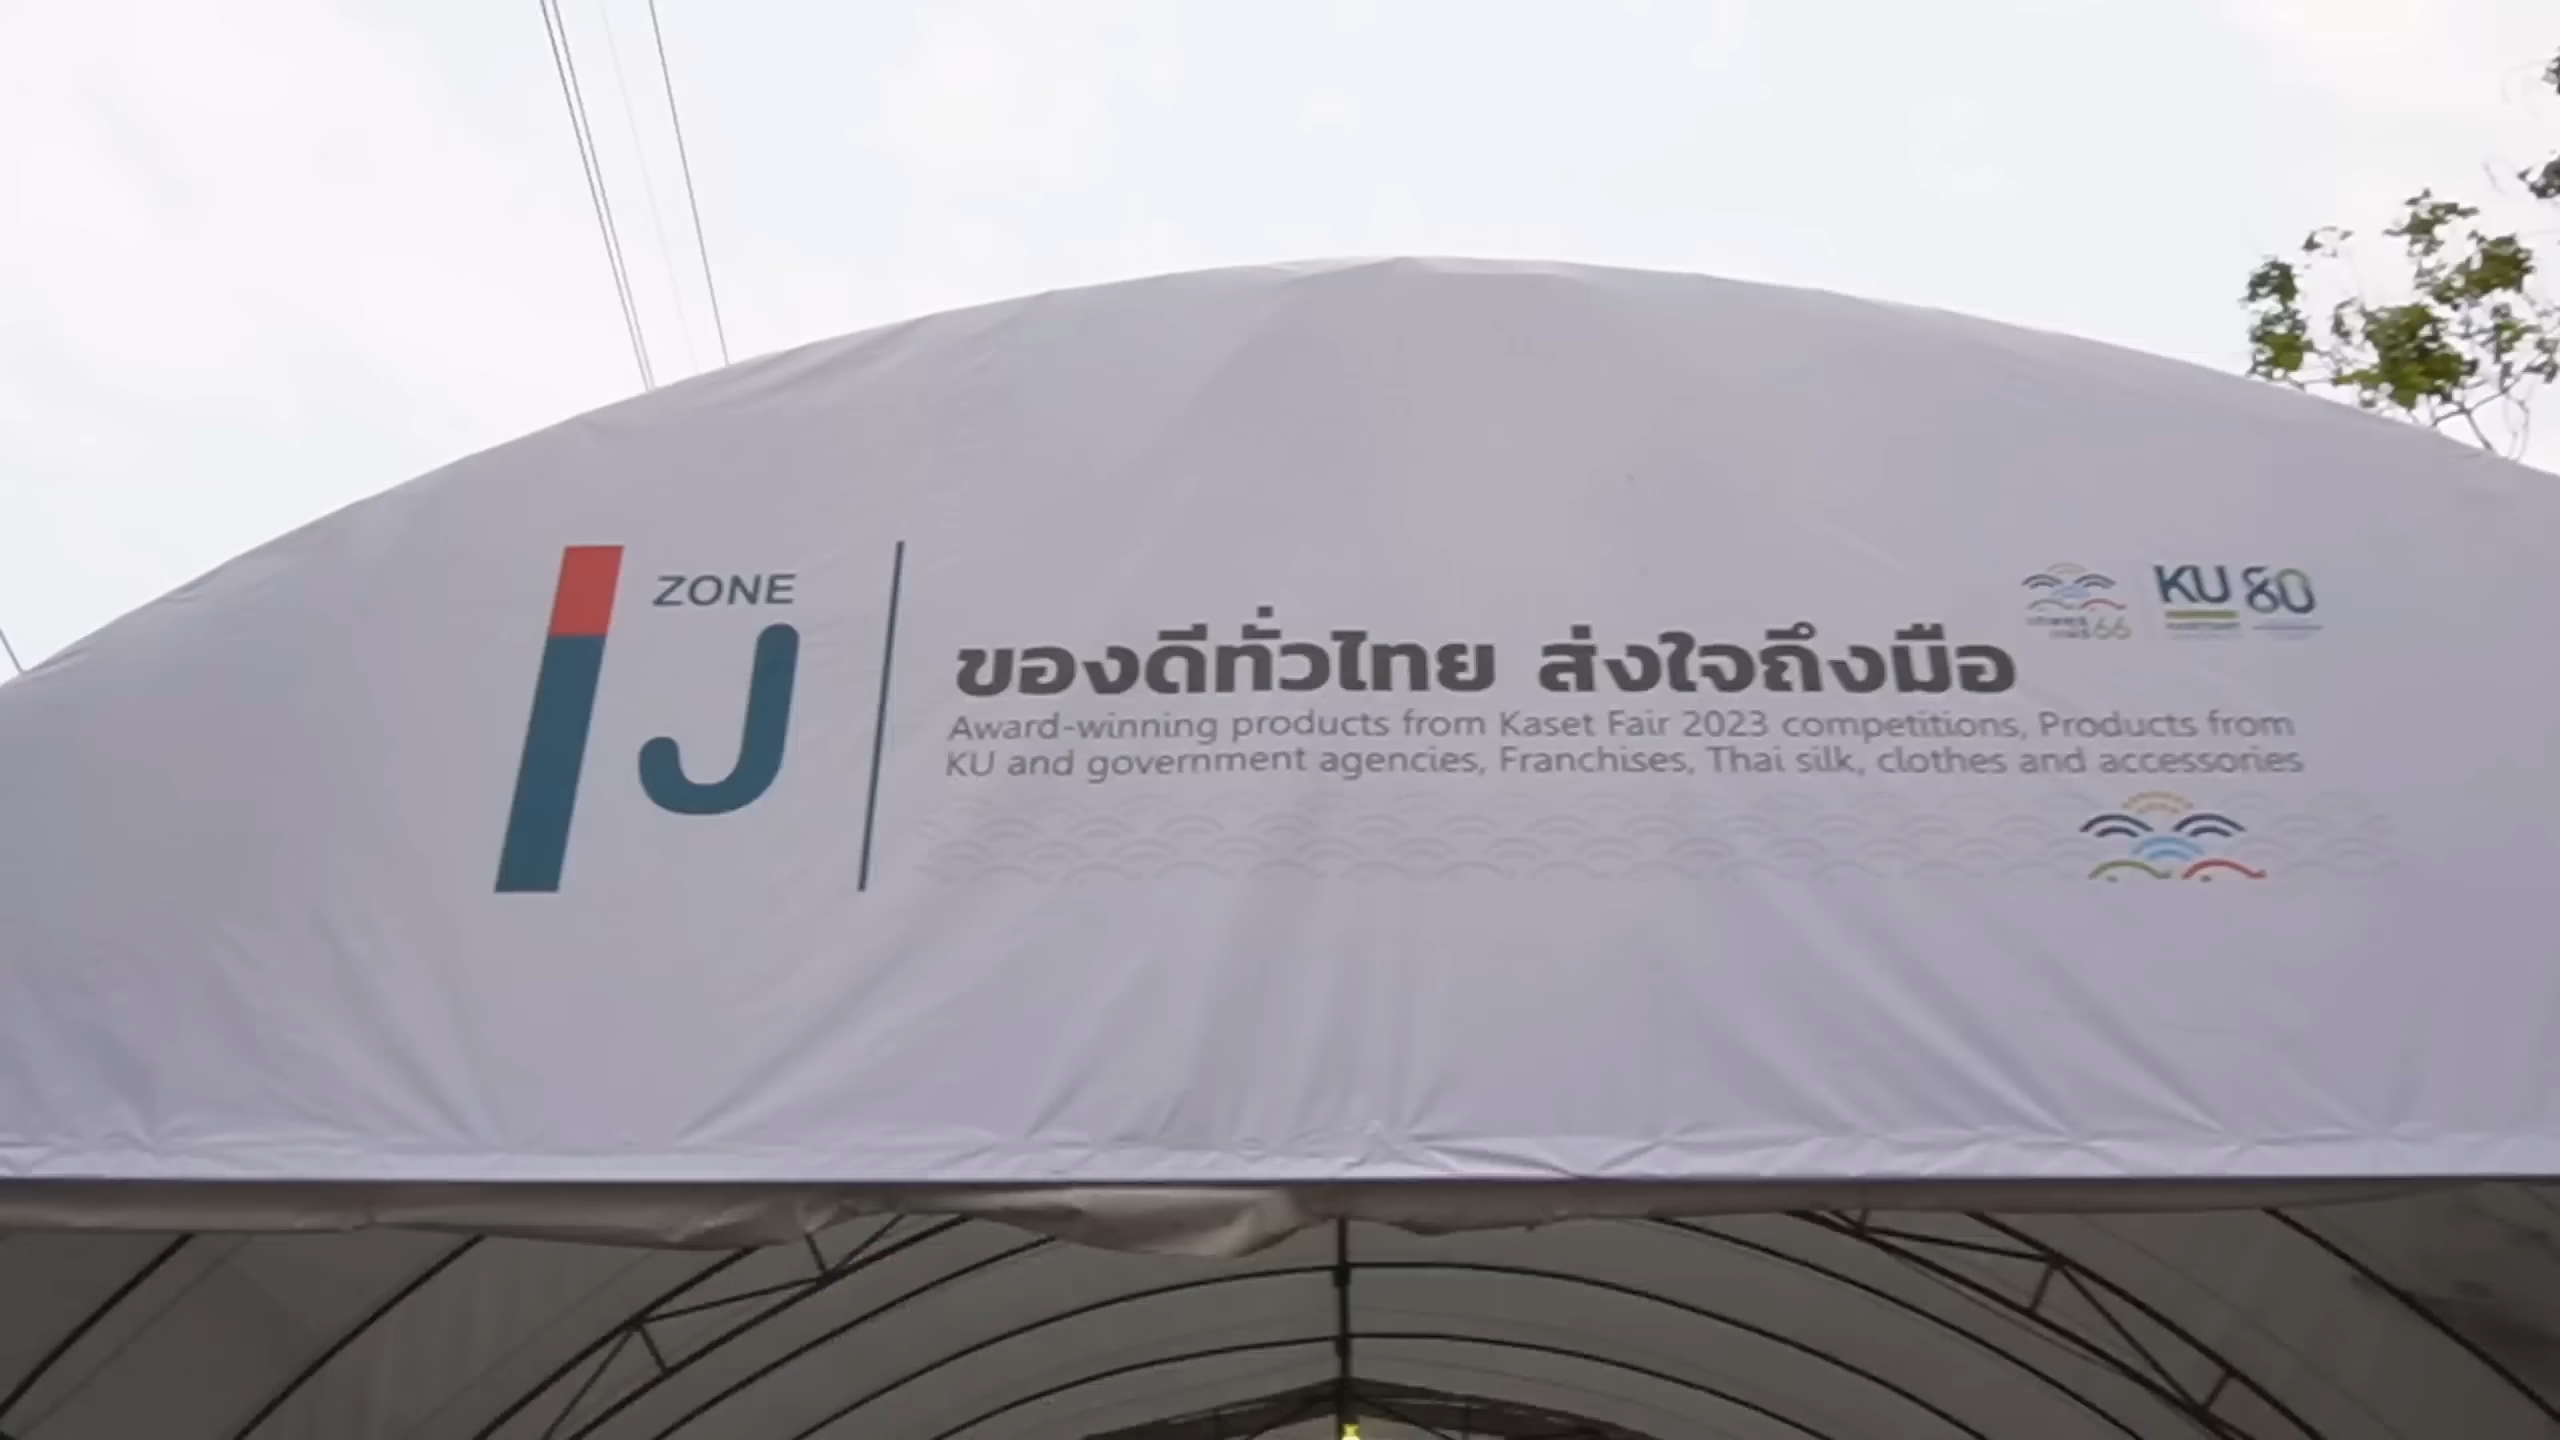 ZONE
J
ของดีทั่วไทย ส่งใจถึงมือ
Award-winning products from Kaset Fair 2023 competitions, Products from
KU and government agencies, Franchises, Thai silk, clothes and accessories
66
KU 80